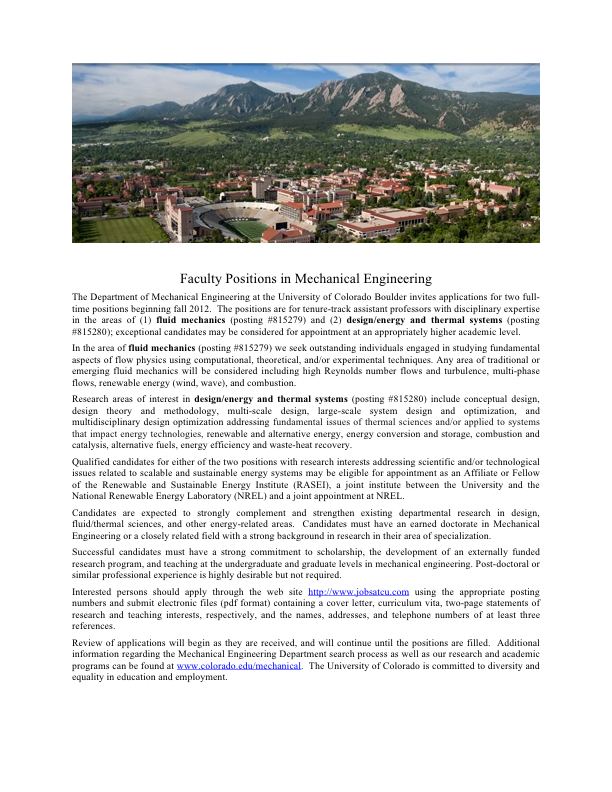 Faculty Positions in Mechanical Engineering
The Department of Mechanical Engineering at the University of Colorado Boulder invites applications for two full-
time positions beginning fall 2012.  The positions are for tenure-track assistant professors with disciplinary expertise
in the areas of (1) fluid mechanics (posting #815279) and (2) design/energy and thermal systems (posting
#815280); exceptional candidates may be considered for appointment at an appropriately higher academic level.
In the area of fluid mechanics (posting #815279) we seek outstanding individuals engaged in studying fundamental
aspects of flow physics using computational, theoretical, and/or experimental techniques. Any area of traditional or
emerging fluid mechanics will be considered including high Reynolds number flows and turbulence, multi-phase
flows, renewable energy (wind, wave), and combustion.
Research areas of interest in design/energy and thermal systems (posting #815280) include conceptual design,
design theory and methodology, multi-scale design, large-scale system design and optimization, and
multidisciplinary design optimization addressing fundamental issues of thermal sciences and/or applied to systems
that impact energy technologies, renewable and alternative energy, energy conversion and storage, combustion and
catalysis, alternative fuels, energy efficiency and waste-heat recovery.
Qualified candidates for either of the two positions with research interests addressing scientific and/or technological
issues related to scalable and sustainable energy systems may be eligible for appointment as an Affiliate or Fellow
of the Renewable and Sustainable Energy Institute (RASEI), a joint institute between the University and the
National Renewable Energy Laboratory (NREL) and a joint appointment at NREL.
Candidates are expected to strongly complement and strengthen existing departmental research in design,
fluid/thermal sciences, and other energy-related areas.  Candidates must have an earned doctorate in Mechanical
Engineering or a closely related field with a strong background in research in their area of specialization.
Successful candidates must have a strong commitment to scholarship, the development of an externally funded
research program, and teaching at the undergraduate and graduate levels in mechanical engineering. Post-doctoral or
similar professional experience is highly desirable but not required.
Interested persons should apply through the web site http://www.jobsatcu.com using the appropriate posting
numbers and submit electronic files (pdf format) containing a cover letter, curriculum vita, two-page statements of
research and teaching interests, respectively, and the names, addresses, and telephone numbers of at least three
references.
Review of applications will begin as they are received, and will continue until the positions are filled.  Additional
information regarding the Mechanical Engineering Department search process as well as our research and academic
programs can be found at www.colorado.edu/mechanical.  The University of Colorado is committed to diversity and
equality in education and employment.